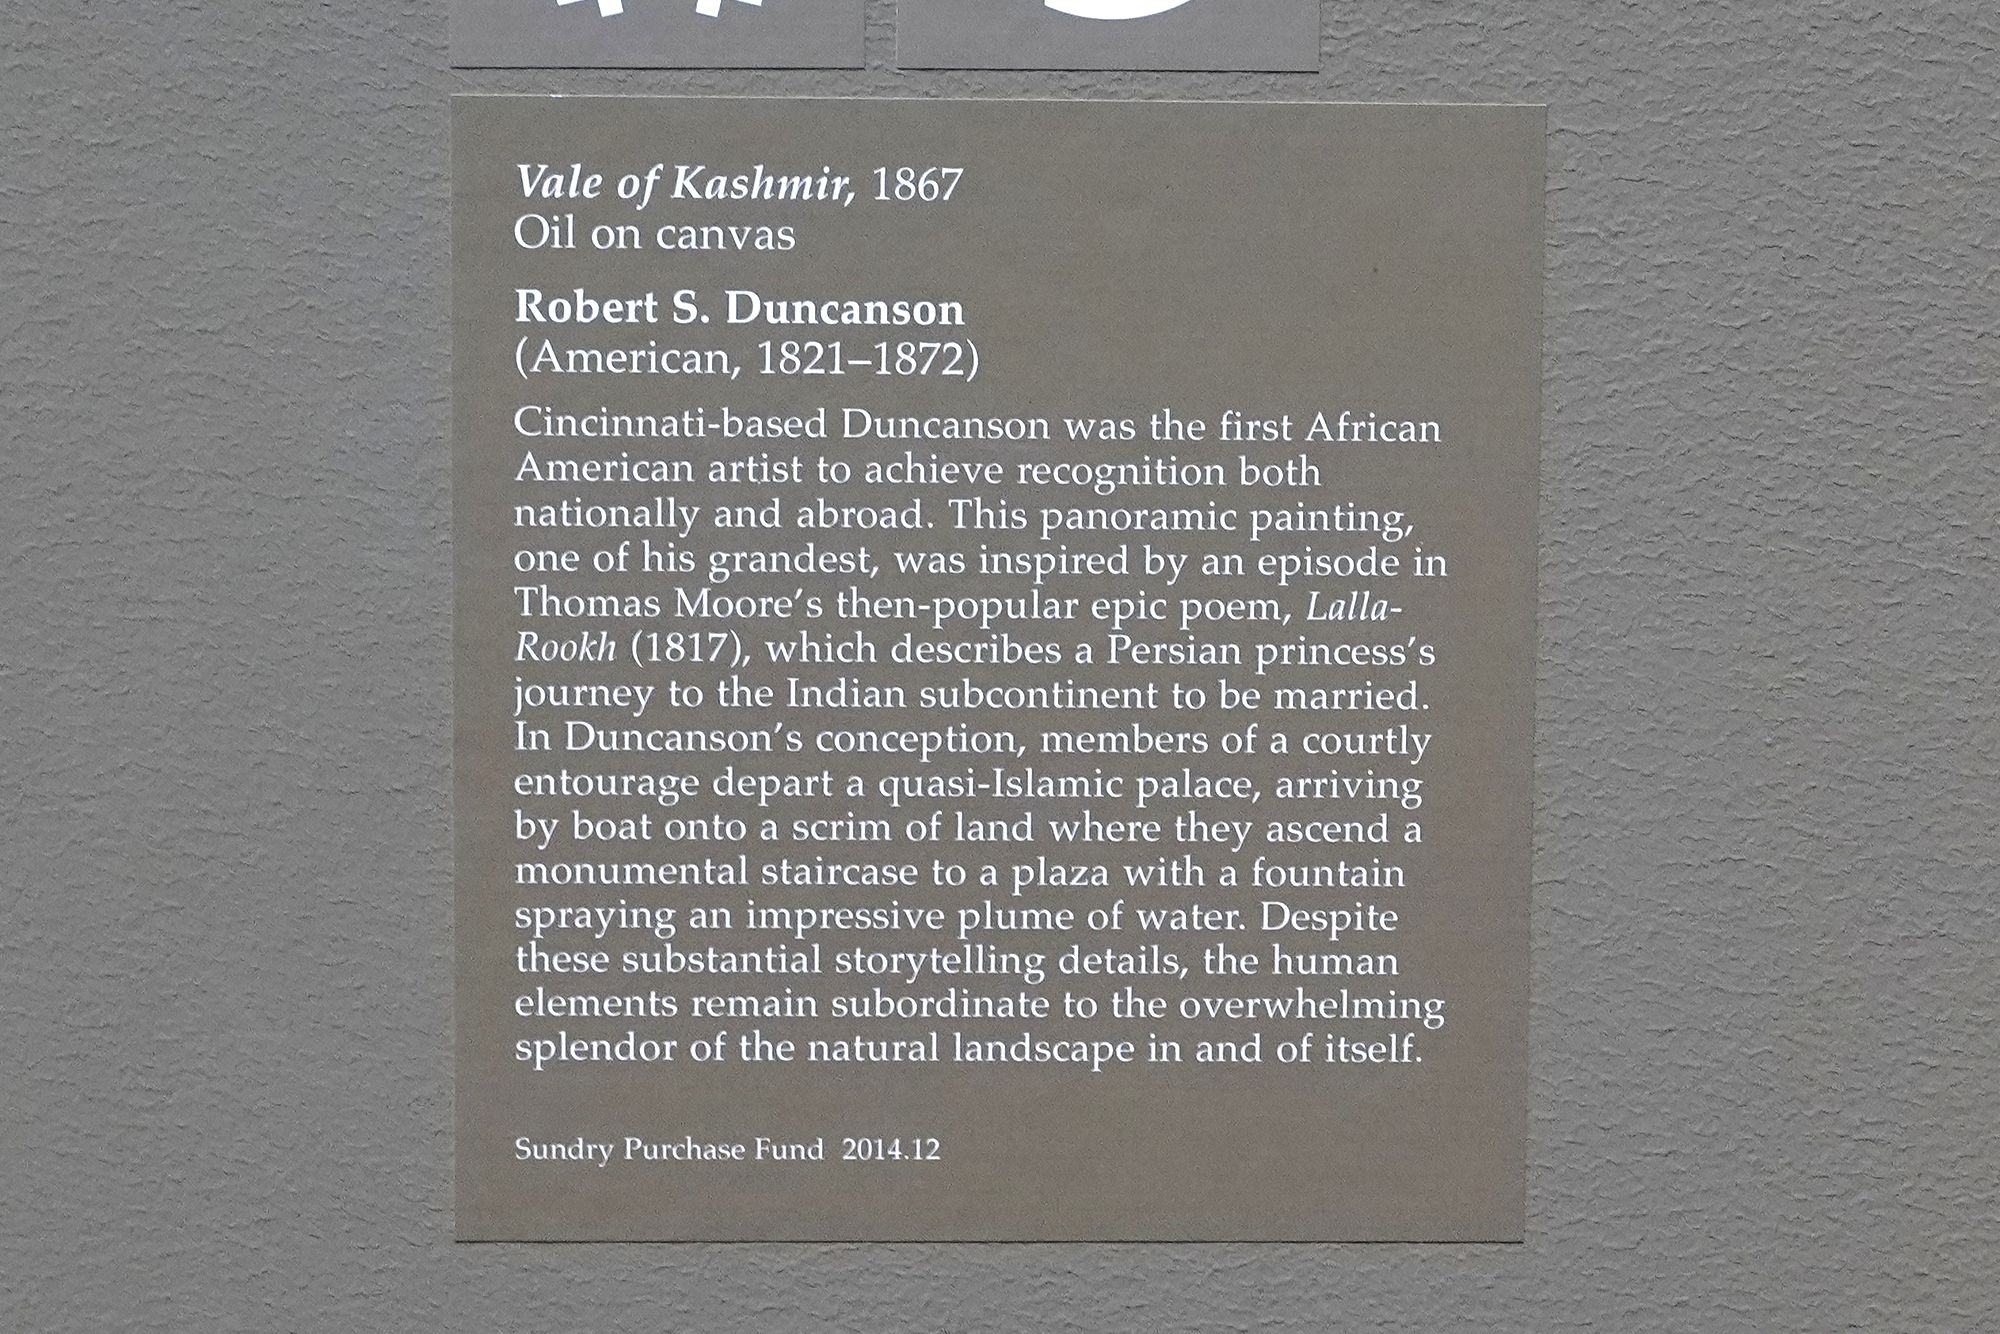 Vale of Kashmir, 1867
Oil on canvas
Robert S. Duncanson
(American, 1821–1872)
Cincinnati-based Duncanson was the first African
American artist to achieve recognition both
nationally and abroad. This panoramic painting,
one of his grandest, was inspired by an episode in
Thomas Moore’s then-popular epic poem, Lalla-
Rookh (1817), which describes a Persian princess’s
journey to the Indian subcontinent to be married.
In Duncanson’s conception, members of a courtly
entourage depart a quasi-Islamic palace, arriving
by boat onto a scrim of land where they ascend a
monumental staircase to a plaza with a fountain
spraying an impressive plume of water. Despite
these substantial storytelling details, the human
elements remain subordinate to the overwhelming
splendor of the natural landscape in and of itself.
Sundry Purchase Fund 2014.12